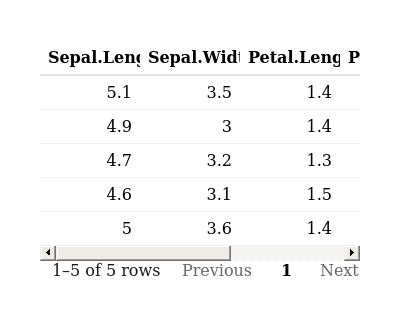 Sepal.Leng Sepal.Widt Petal.Leng P
5.1 3.5 1.4
4.9 3 1.4
4.7 3.2 1.3
4.6 3.1 1.5
5 3.6 1.4
1–5 of 5 rows Previous 1 Next